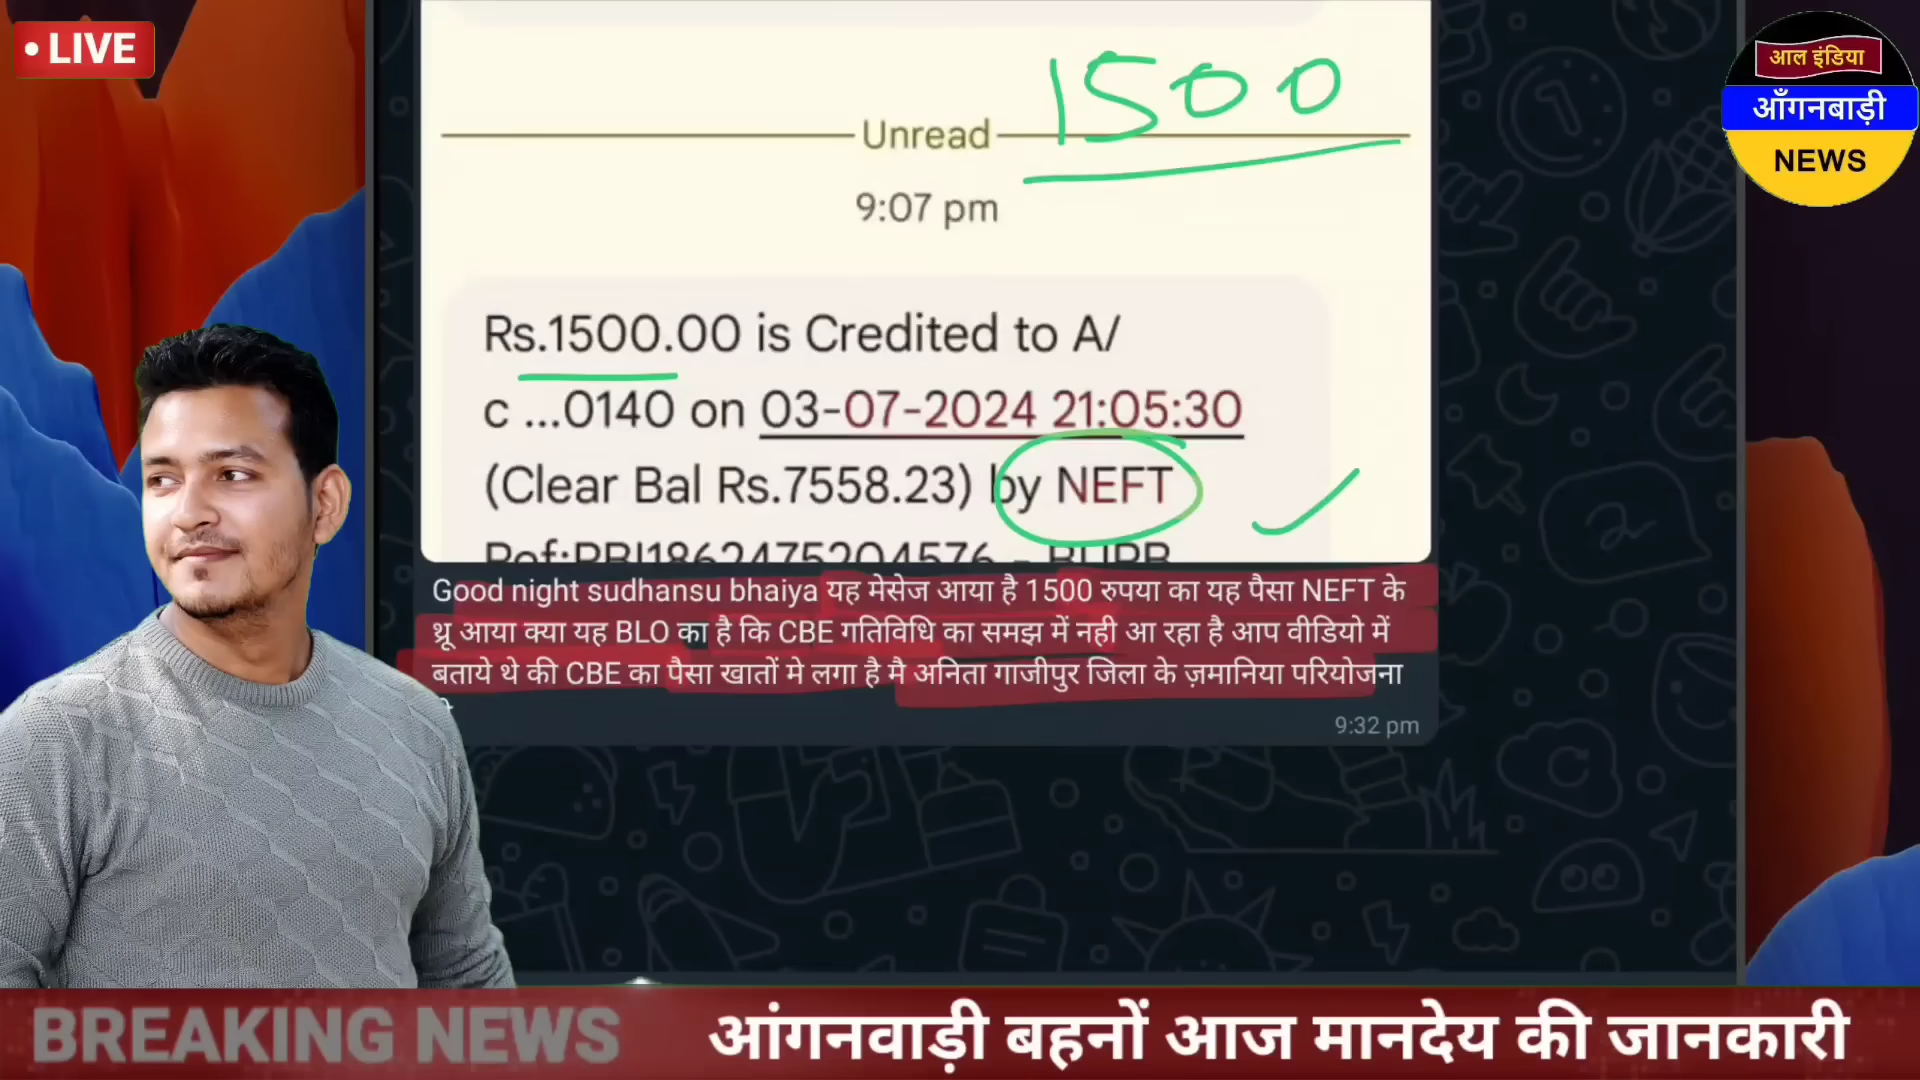 • LIVE
1500
आल इंडिया
आँगनबाड़ी
NEWS
Unread
9:07 pm
Rs.1500.00 is Credited to A/
c ...0140 on 03-07-2024 21:05:30
(Clear Bal Rs.7558.23) by NEFT
Good night sudhansu bhaiya यह मेसेज आया है 1500 रुपया का यह पैसा NEFT के
थ्रू आया क्या यह BLO का है कि CBE गतिविधि का समझ में नही आ रहा है आप वीडियो में
बताये थे की CBE का पैसा खातों मे लगा है मै अनिता गाजीपुर जिला के ज़मानिया परियोजना
9:32 pm
BREAKING NEWS
आंगनवाड़ी बहनों आज मानदेय की जानकारी